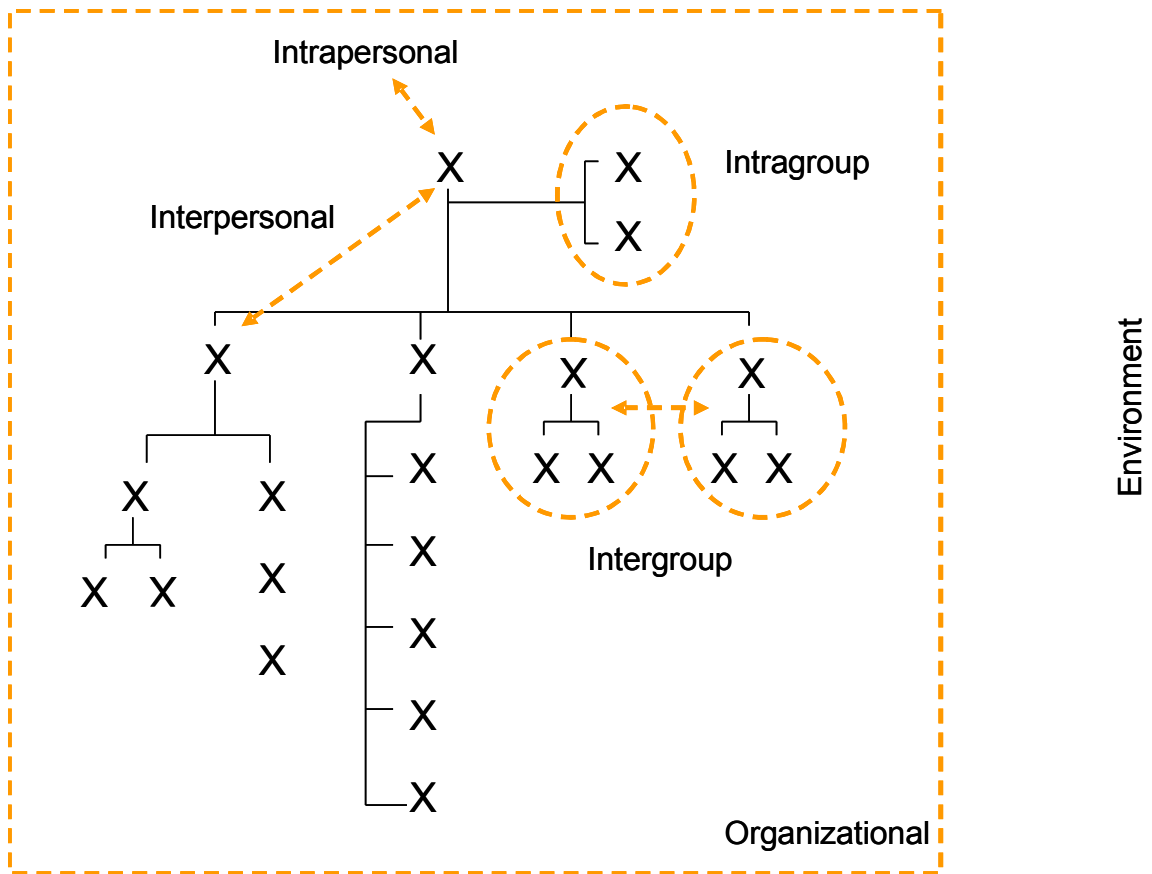 Intrapersonal
X
X
Intragroup
Interpersonal
X
X
X
X
X
Environment
X
X
X
X
X
X
X
X
X
Intergroup
X
X
X
X
X
X
X
X
Organizational